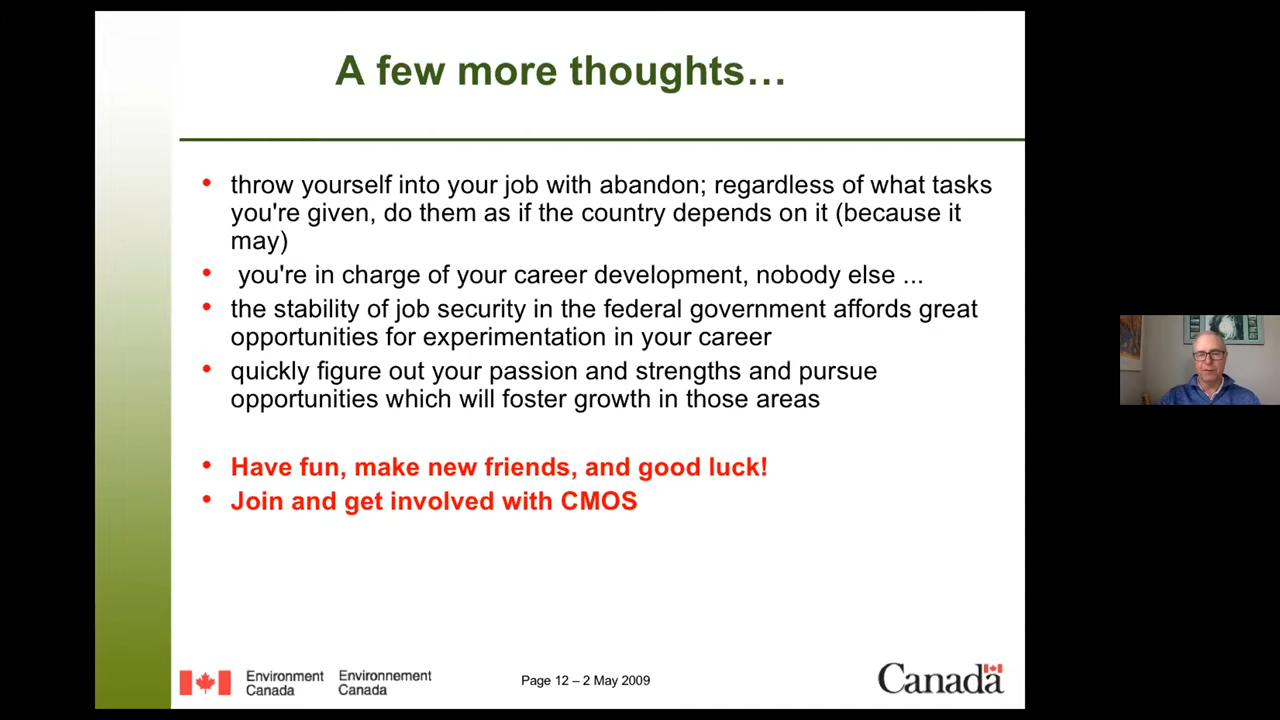 A few more thoughts…
• throw yourself into your job with abandon; regardless of what tasks
you're given, do them as if the country depends on it (because it
may)
• you're in charge of your career development, nobody else ...
• the stability of job security in the federal government affords great
opportunities for experimentation in your career
• quickly figure out your passion and strengths and pursue
opportunities which will foster growth in those areas
• Have fun, make new friends, and good luck!
• Join and get involved with CMOS
Environment Canada
Environnement Canada
Page 12 – 2 May 2009
Canada